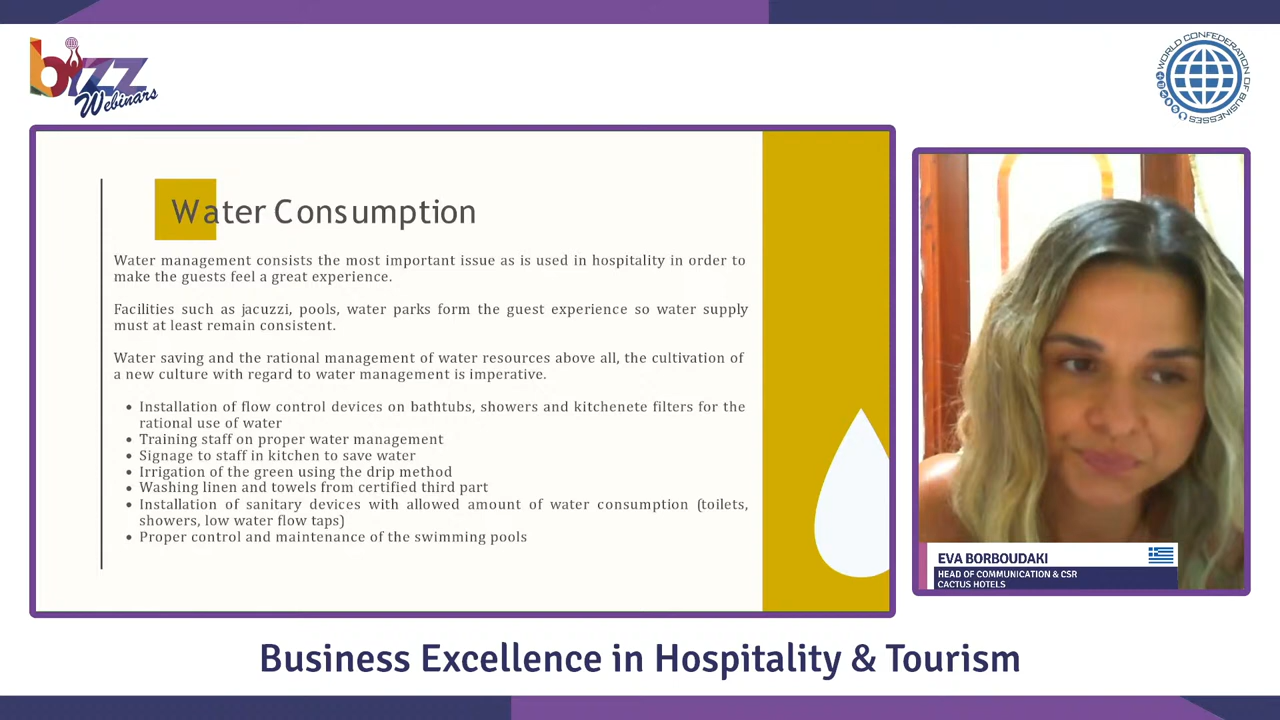 bizz
Webinars
WORLD CONFEDERATION OF BUSINESSES
Water Consumption
Water management consists the most important issue as is used in hospitality in order to
make the guests feel a great experience.
Facilities such as jacuzzi, pools, water parks form the guest experience so water supply
must at least remain consistent.
Water saving and the rational management of water resources above all, the cultivation of
a new culture with regard to water management is imperative.
• Installation of flow control devices on bathtubs, showers and kitchenete filters for the
rational use of water
• Training staff on proper water management
• Signage to staff in kitchen to save water
• Irrigation of the green using the drip method
• Washing linen and towels from certified third part
• Installation of sanitary devices with allowed amount of water consumption (toilets,
showers, low water flow taps)
• Proper control and maintenance of the swimming pools
EVA BORBOUDAKI
HEAD OF COMMUNICATION & CSR
CACTUS HOTELS
Business Excellence in Hospitality & Tourism